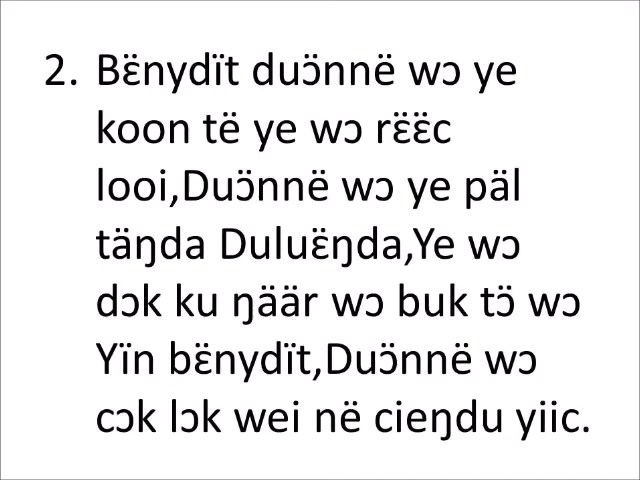 2. Bɛ̈nydït duɔ̈nnë wɔ ye
koon të ye wɔ rɛ̈ɛ̈c
looi,Duɔ̈nnë wɔ ye päl
täŋda Duluɛ̈ŋda,Ye wɔ
dɔk ku ŋäär wɔ buk tɔ̈ wɔ
Yïn bɛ̈nydït,Duɔ̈nnë wɔ
cɔk lɔk wei në cieŋdu yiic.